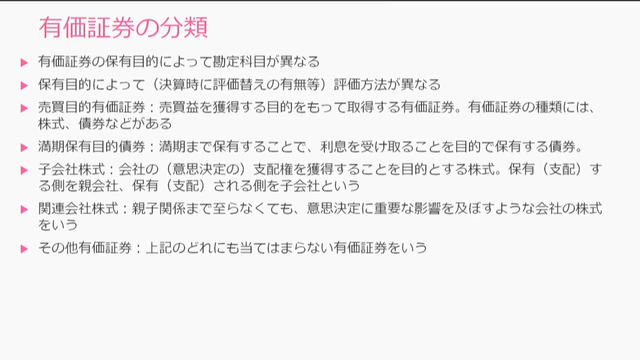 有価証券の分類
有価証券の保有目的によって勘定科目が異なる
保有目的によって（決算時に評価替えの有無等）評価方法が異なる
売買目的有価証券：売買益を獲得する目的をもって取得する有価証券。有価証券の種類には、
株式、債券などがある
満期保有目的債券：満期まで保有することで、利息を受け取ることを目的で保有する債券。
子会社株式：会社の（意思決定の）支配権を獲得することを目的とする株式。保有（支配）す
る側を親会社、保有（支配）される側を子会社という
関連会社株式：親子関係まで至らなくても、意思決定に重要な影響を及ぼすような会社の株式
をいう
その他有価証券：上記のどれにも当てはまらない有価証券をいう